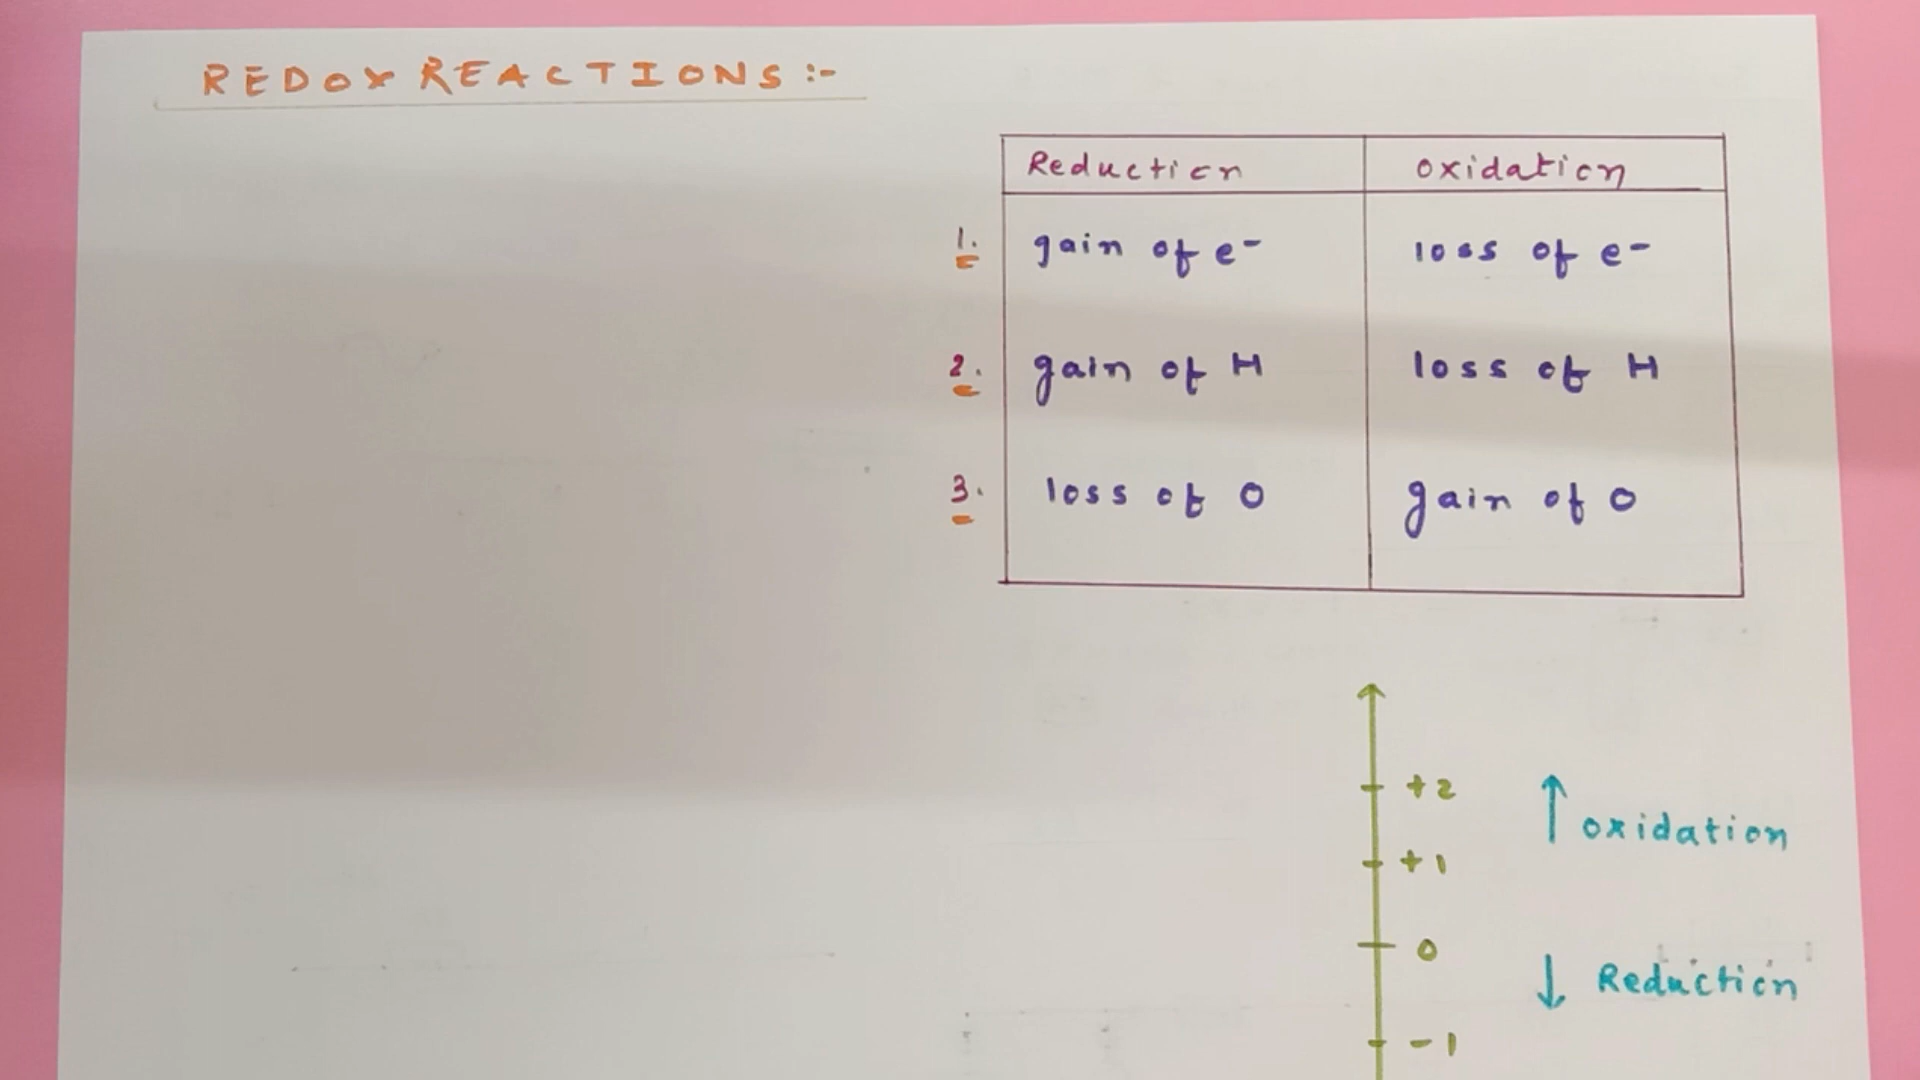 REDOX REACTIONS :-
Reduction oxidation
1. gain of e- loss of e-
2. gain of H loss of H
3. loss of O gain of O
+2
↑ oxidation
+1
0
↓ Reduction
-1